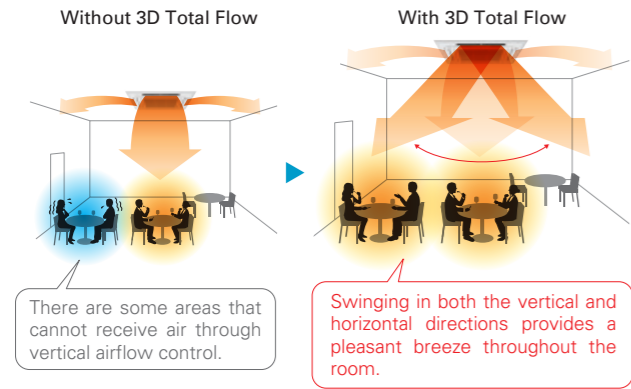 Without 3D Total Flow
With 3D Total Flow
There are some areas that
cannot receive air through
vertical airflow control.
Swinging in both the vertical and
horizontal directions provides a
pleasant breeze throughout the
room.